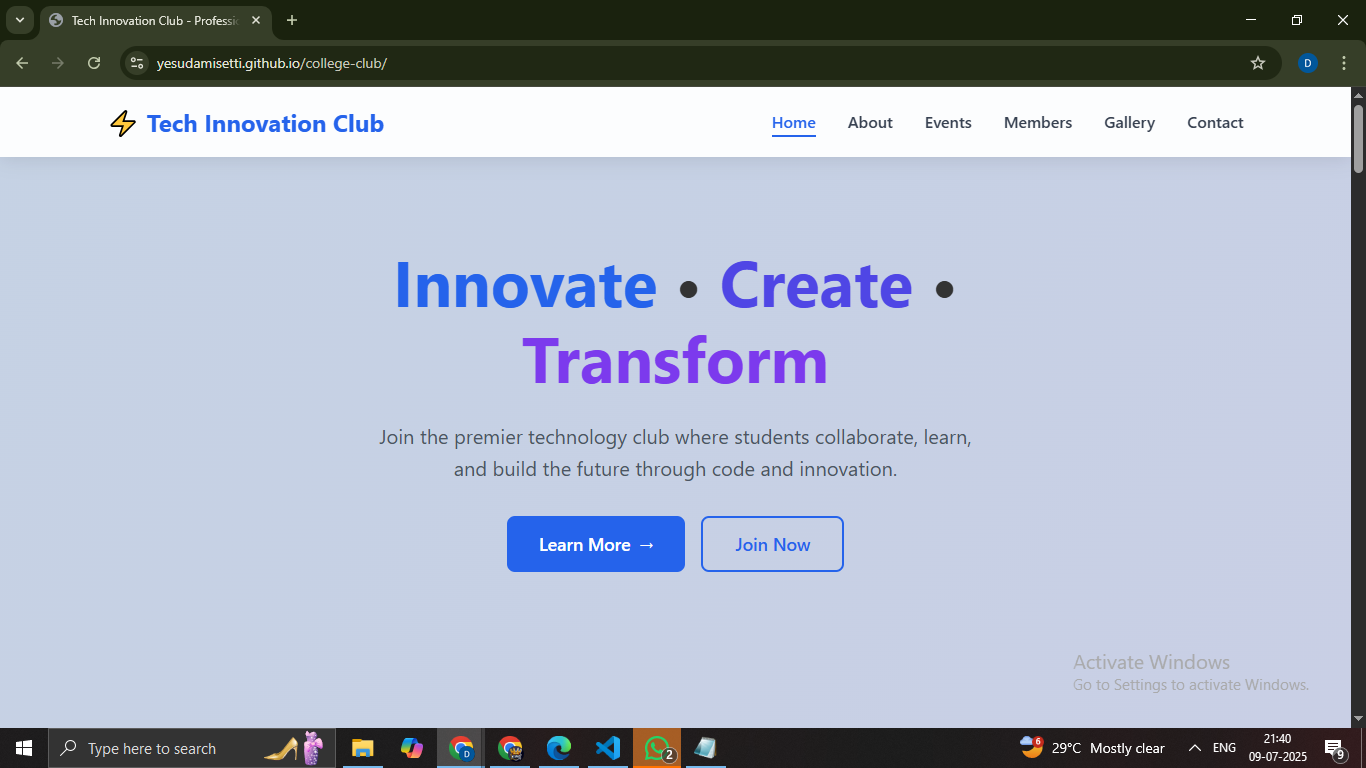 Tech Innovation Club - Professio
yesudamisetti.github.io/college-club/
D
Tech Innovation Club
Home
About
Events
Members
Gallery
Contact
Innovate • Create •
Transform
Join the premier technology club where students collaborate, learn,
and build the future through code and innovation.
Learn More →
Join Now
Activate Windows
Go to Settings to activate Windows.
Type here to search
D
2
6
29°C Mostly clear
ENG
21:40
09-07-2025
9